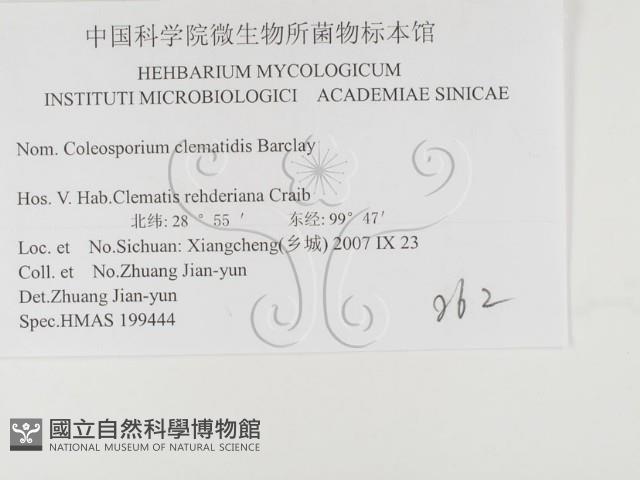 中国科学院微生物所菌物标本馆
HEHBARIUM MYCOLOGICUM
INSTITUTI MICROBIOLOGICI ACADEMIAE SINICAE
Nom. Coleosporium clematidis Barclay
Hos. V. Hab.Clematis rehderiana Craib
北纬: 28 ° 55 ′ 东经: 99° 47′
Loc. et No.Sichuan: Xiangcheng(乡城) 2007 IX 23
Coll. et No.Zhuang Jian-yun
Det.Zhuang Jian-yun
Spec.HMAS 199444
862
國立自然科學博物館
NATIONAL MUSEUM OF NATURAL SCIENCE